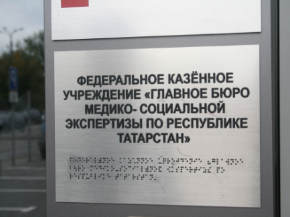 ФЕДЕРАЛЬНОЕ КАЗЁННОЕ
УЧРЕЖДЕНИЕ «ГЛАВНОЕ БЮРО
МЕДИКО- СОЦИАЛЬНОЙ
ЭКСПЕРТИЗЫ ПО РЕСПУБЛИКЕ
ТАТАРСТАН»